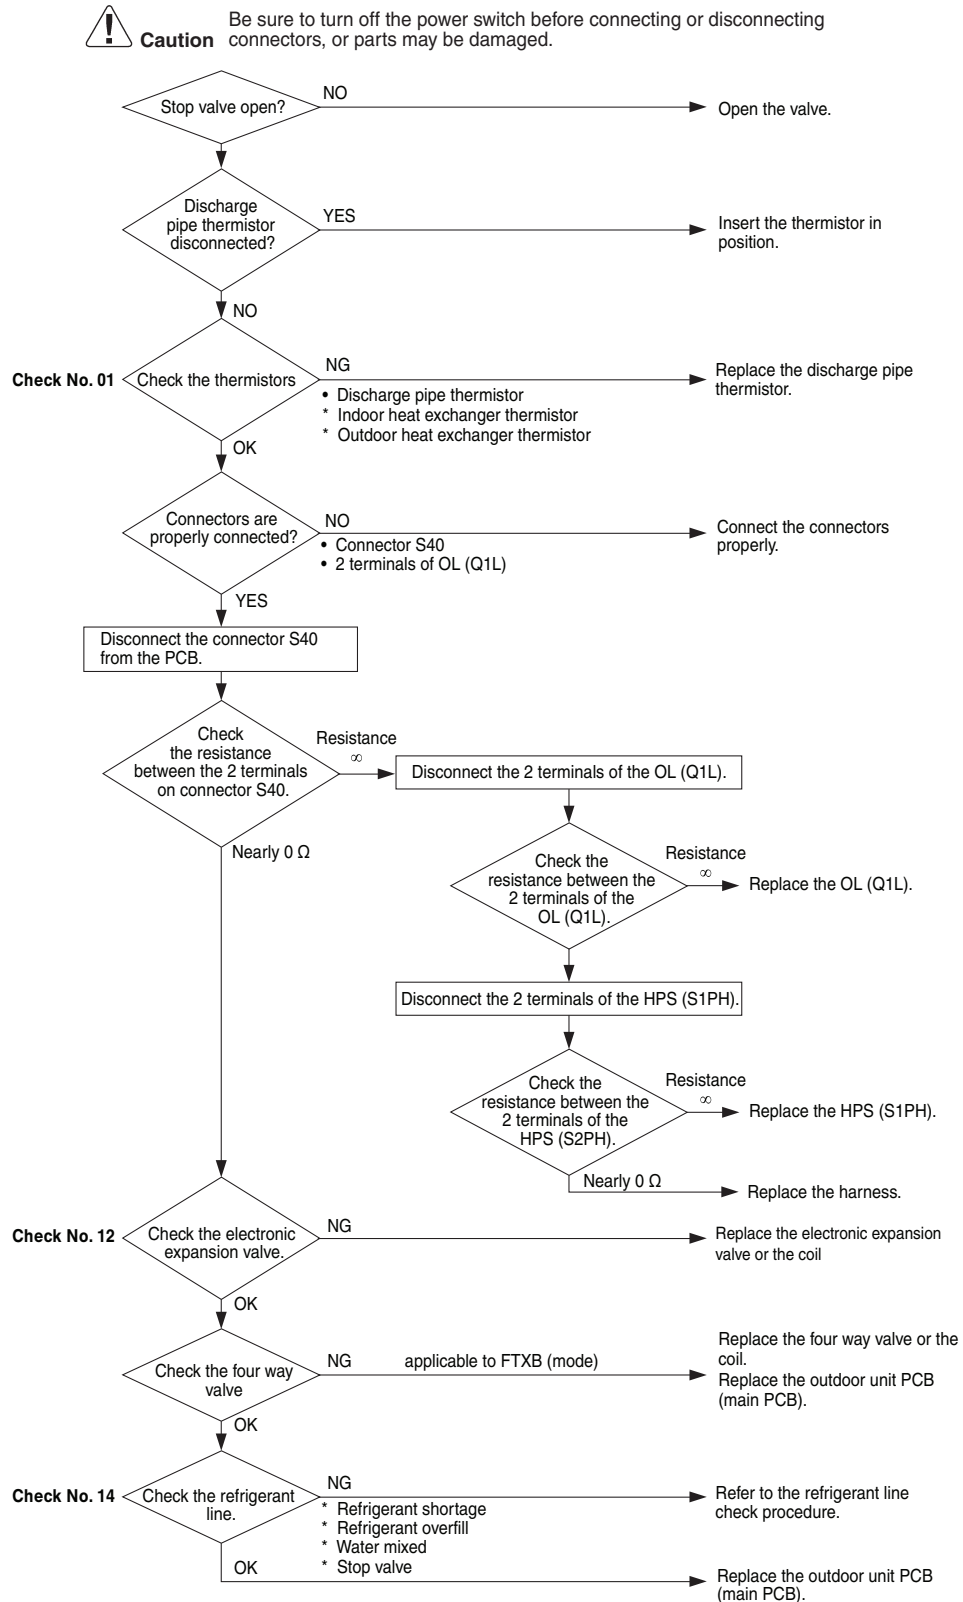 Be sure to turn off the power switch before connecting or disconnecting
Caution connectors, or parts may be damaged.
Stop valve open?
NO
Open the valve.
Discharge
pipe thermistor
disconnected?
YES
Insert the thermistor in
position.
NO
Check No. 01
Check the thermistors
NG
• Discharge pipe thermistor
* Indoor heat exchanger thermistor
* Outdoor heat exchanger thermistor
Replace the discharge pipe
thermistor.
OK
Connectors are
properly connected?
NO
• Connector S40
• 2 terminals of OL (Q1L)
Connect the connectors
properly.
YES
Disconnect the connector S40
from the PCB.
Check
the resistance
between the 2 terminals
on connector S40.
Resistance
∞
Disconnect the 2 terminals of the OL (Q1L).
Nearly 0 Ω
Check the
resistance between the
2 terminals of the
OL (Q1L).
Resistance
∞
Replace the OL (Q1L).
Disconnect the 2 terminals of the HPS (S1PH).
Check the
resistance between the
2 terminals of the
HPS (S2PH).
Resistance
∞
Replace the HPS (S1PH).
Nearly 0 Ω
Replace the harness.
Check No. 12
Check the electronic
expansion valve.
NG
Replace the electronic expansion
valve or the coil
OK
Check the four way
valve
NG
applicable to FTXB (mode)
Replace the four way valve or the
coil.
Replace the outdoor unit PCB
(main PCB).
OK
Check No. 14
Check the refrigerant
line.
NG
* Refrigerant shortage
* Refrigerant overfill
* Water mixed
* Stop valve
Refer to the refrigerant line
check procedure.
OK
Replace the outdoor unit PCB
(main PCB).